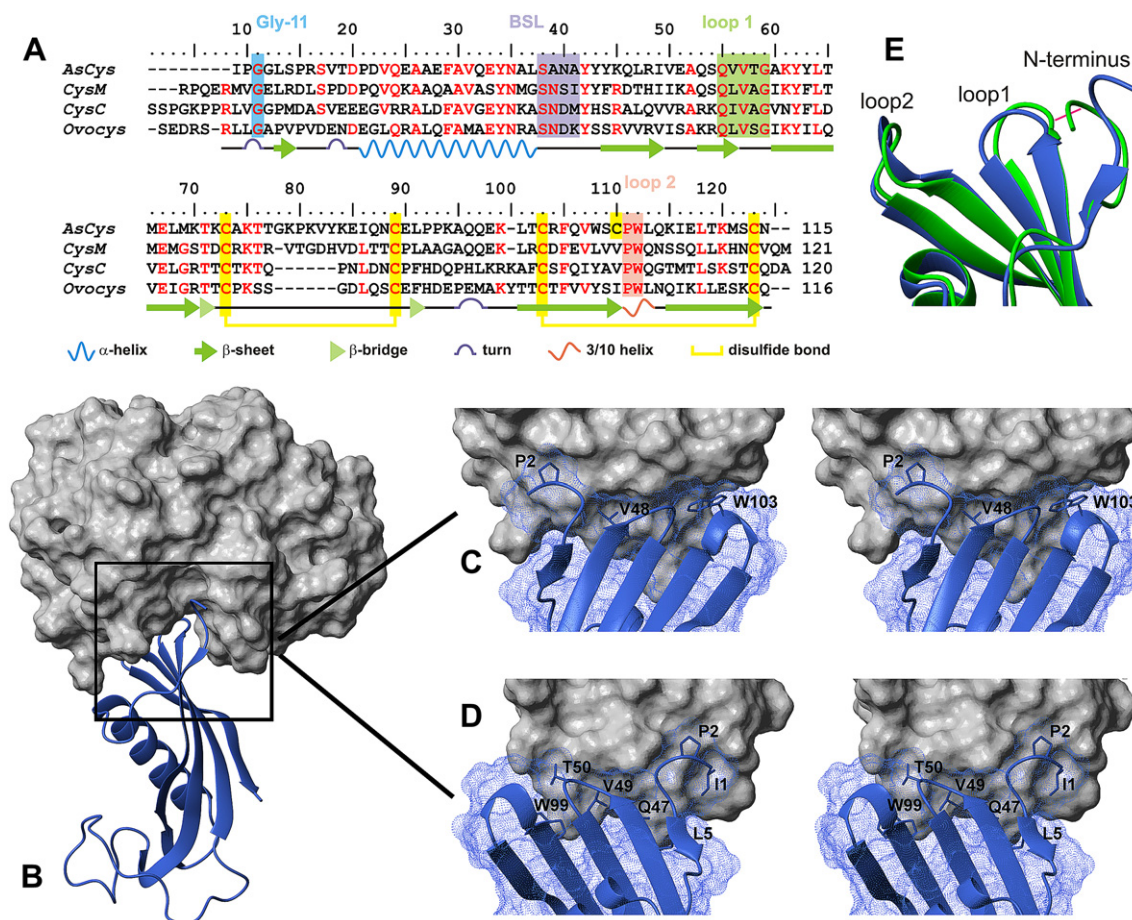 A
Gly-11 BSL loop 1
10 20 30 40 50 60
AsCys --------IPGGLSPRSVTDPDVQEAAEFAVQEYNALSANAYYYKQLRIVEAQSQVVTGAKYYLT
CysM ---RPQERMVGELRDLSPDDPQVQKAAQAAVASYNMGSNSIYYFRDTHIIKAQSQLVAGIKYFLT
CysC SSPGKPPRLVGGPMDASVEEEGVRRALDFAVGEYNKASNDMYHSRALQVVRARKQIVAGVNYFLD
Ovocys -SEDRSRLLGAPVPVDENDEGLQRALQFAMAEYNRASNDKYSSRVVRVISAKRQLVSGIKYILQ
70 80 90 100 110 loop 2 120
AsCys MELMKTKCAKTTGKPKVYKEIQNCELPPKAQQEK-LTCRFQVWSCPWLQKIELTKMSCN-- 115
CysM MEMGSTDCRKTR-VTGDHVDLTTCPLAAGAQQEK-LRCDFEVLVVPWQNSSQLLKHNCVQM 121
CysC VELGRTTCTKTQ-----PNLDNCPFHDQPHLKRKAFCSFQIYAVPWQGTMTLSKSTCQDA 120
Ovocys VEIGRTTCPKSS-----GDLQSCEFHDEPEMAKYTTCTFVVYSIPWLNQIKLLESKCQ-- 116
α-helix β-sheet β-bridge turn 3/10 helix disulfide bond
B
C
P2 V48 W103
P2 V48 W103
D
P2
T50 I1
V49
W99 Q47
L5
P2
T50 I1
V49
W99 Q47
L5
E
N-terminus
loop2 loop1